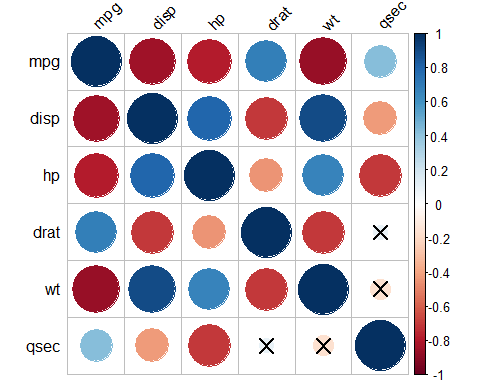 mpg disp hp drat wt qsec
mpg
disp
hp
drat
wt
qsec
1
0.8
0.6
0.4
0.2
0
-0.2
-0.4
-0.6
-0.8
-1